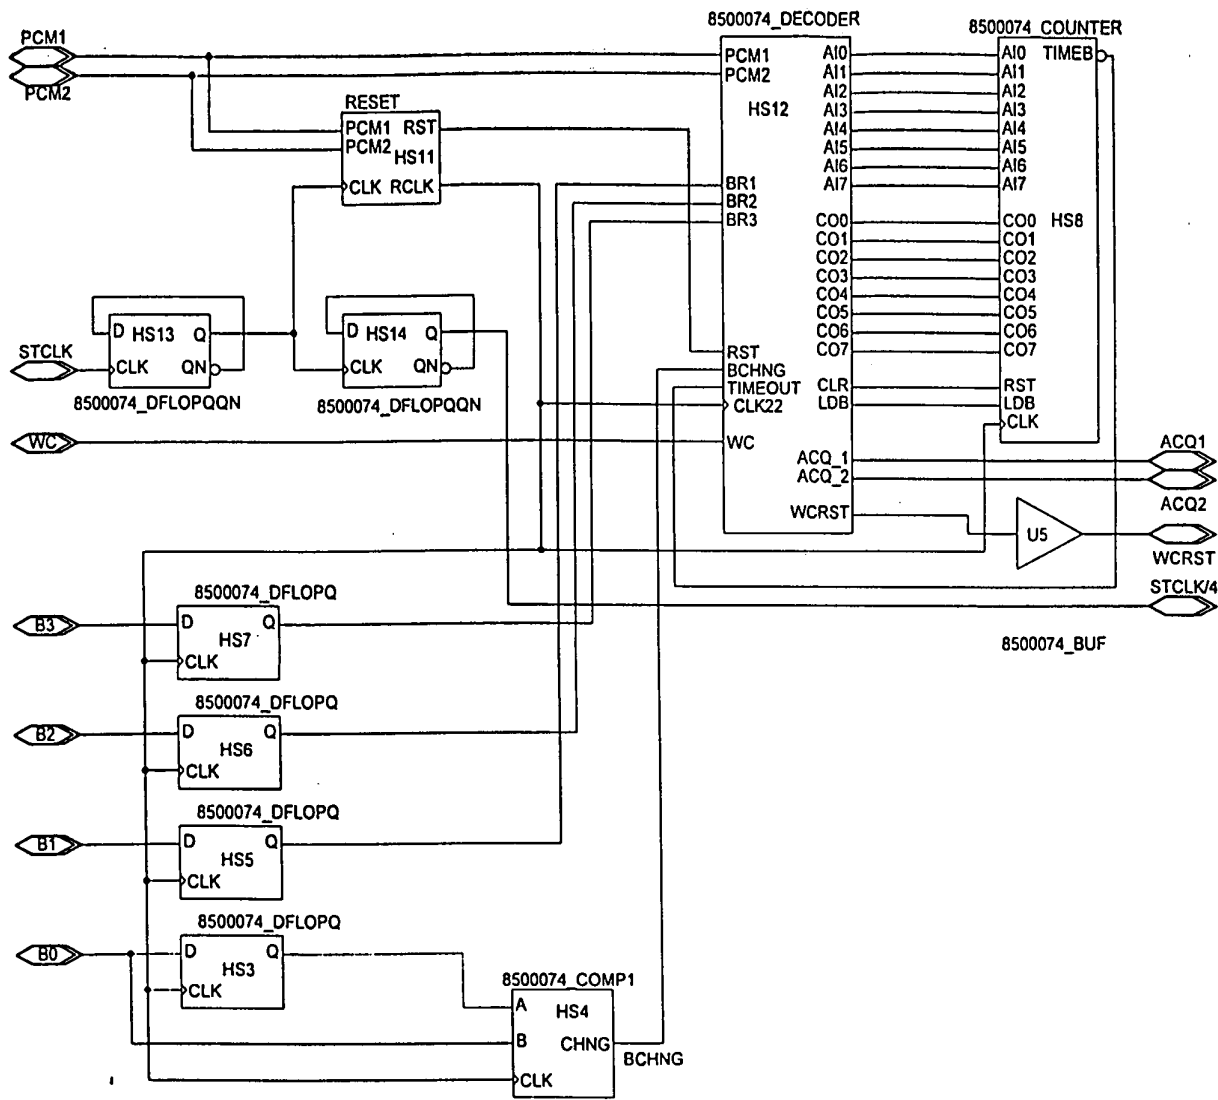 8500074_DECODER
8500074_COUNTER
PCM1
PCM2
PCM1
PCM2
HS12
AI0
AI1
AI2
AI3
AI4
AI5
AI6
AI7
AI0
AI1
AI2
AI3
AI4
AI5
AI6
AI7
TIMEB
RESET
PCM1 RST
PCM2
HS11
CLK RCLK
BR1
BR2
BR3
CO0
CO1
CO2
CO3
CO4
CO5
CO6
CO7
CO0 HS8
CO1
CO2
CO3
CO4
CO5
CO6
CO7
STCLK
D HS13 Q
CLK QN
8500074_DFLOPQQN
D HS14 Q
CLK QN
8500074_DFLOPQQN
RST
BCHNG
TIMEOUT
CLK22
WC
CLR
LDB
RST
LDB
CLK
WC
ACQ_1
ACQ_2
WCRST
ACQ1
ACQ2
U5
WCRST
STCLK/4
8500074_BUF
8500074_DFLOPQ
B3
D Q
HS7
CLK
8500074_DFLOPQ
B2
D Q
HS6
CLK
8500074_DFLOPQ
B1
D Q
HS5
CLK
8500074_DFLOPQ
B0
D Q
HS3
CLK
8500074_COMP1
A
HS4
B CHNG
BCHNG
CLK